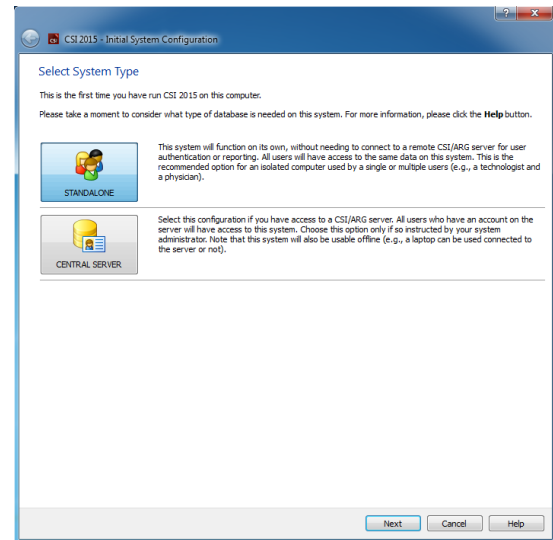 CSI 2015 - Initial System Configuration
Select System Type
This is the first time you have run CSI 2015 on this computer.
Please take a moment to consider what type of database is needed on this system. For more information, please click the Help button.
This system will function on its own, without needing to connect to a remote CSI/ARG server for user
authentication or reporting. All users will have access to the same data on this system. This is the
recommended option for an isolated computer used by a single or multiple users (e.g., a technologist and
a physician).
STANDALONE
Select this configuration if you have access to a CSI/ARG server. All users who have an account on the
server will have access to this system. Choose this option only if so instructed by your system
administrator. Note that this system will also be usable offline (e.g., a laptop can be used connected to
the server or not).
CENTRAL SERVER
Next Cancel Help